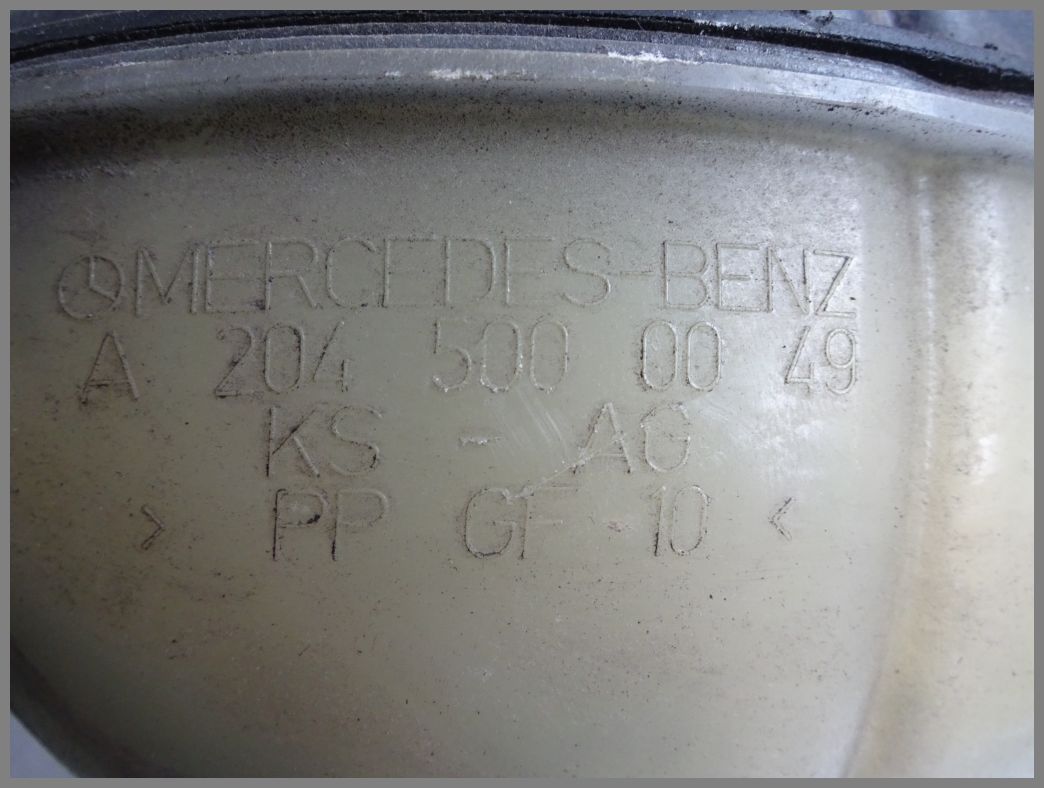 MERCEDES-BENZ
A 204 500 00 49
KS - AG
> PP GF 10 <